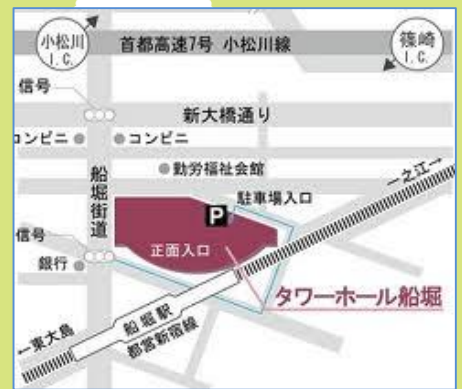 小松川
I.C.
首都高速7号 小松川線
篠崎
I.C.
信号
新大橋通り
コンビニ
コンビニ
勤労福祉会館
船堀街道
一之江→
駐車場入口
P
正面入口
信号
銀行
タワーホール船堀
船堀駅
都営新宿線
←東大島